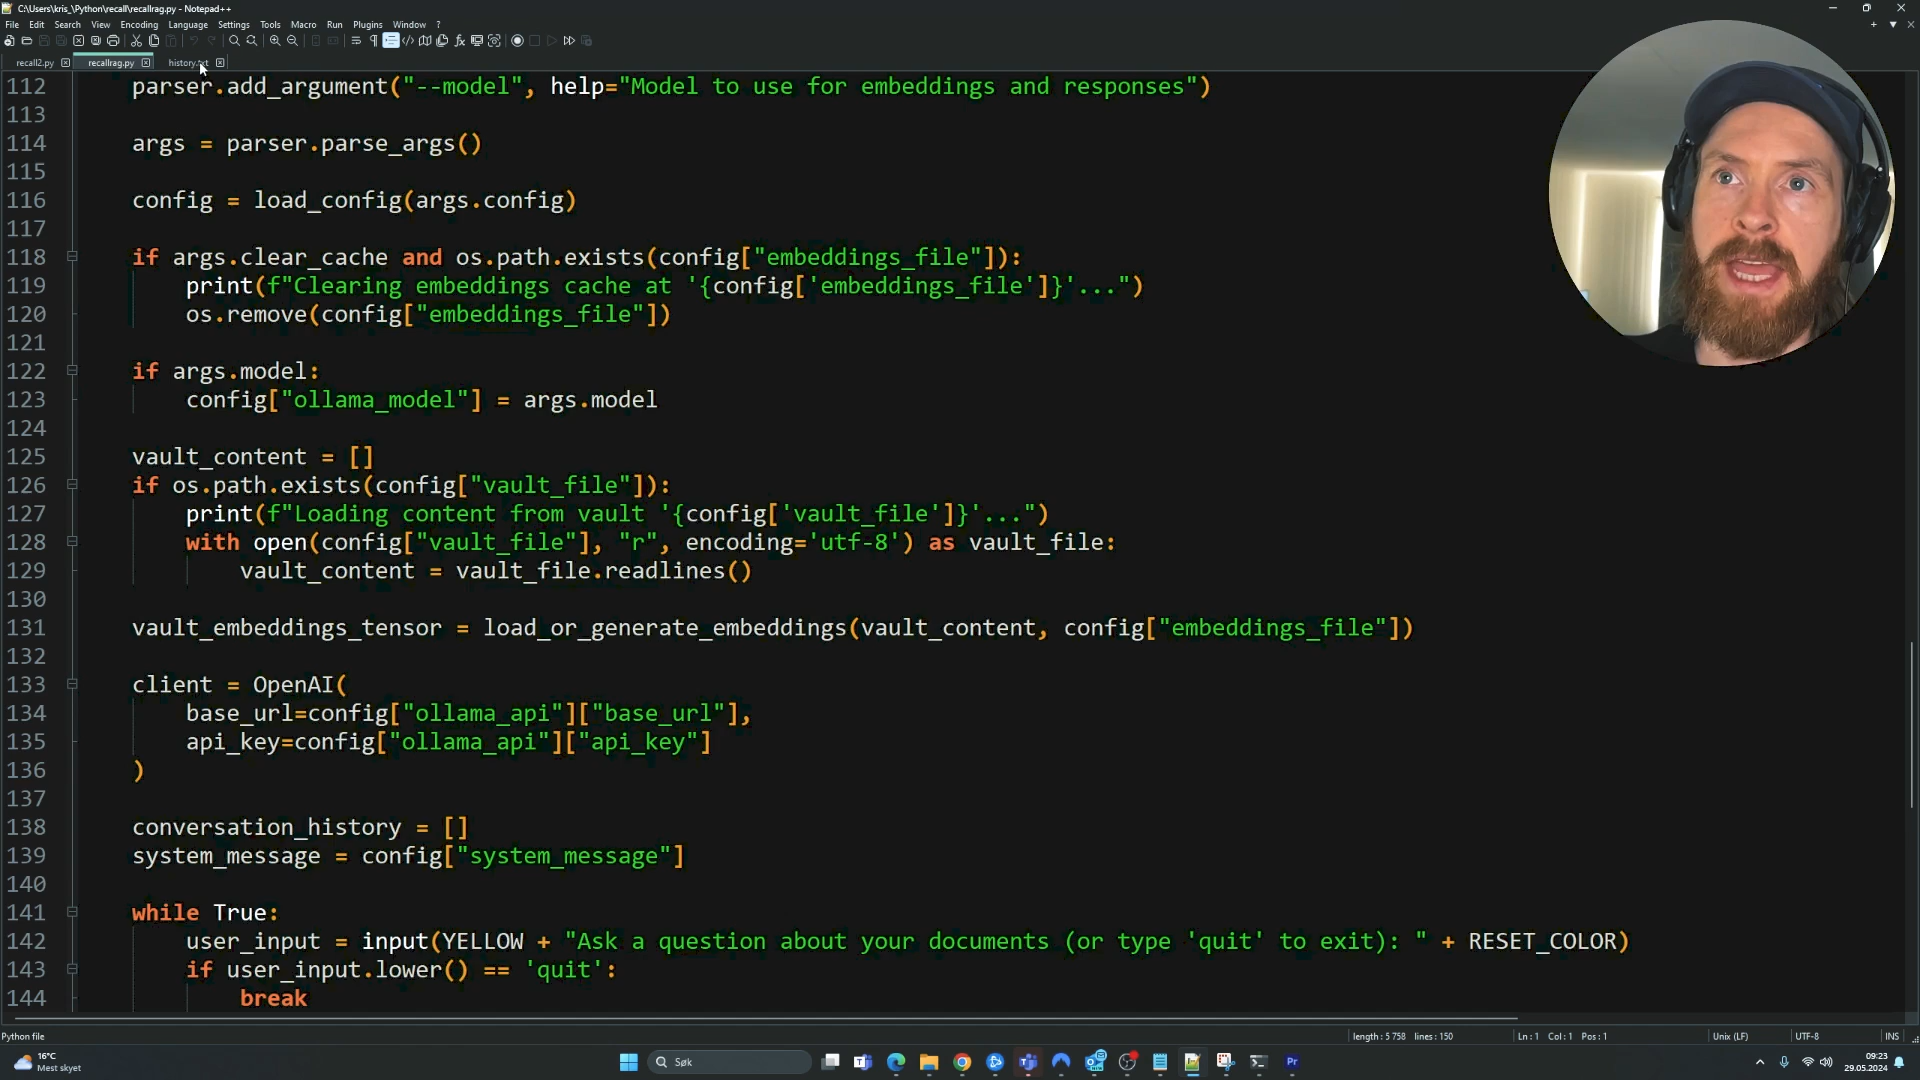 C:\Users\kris_\Python\recall\recallrag.py - Notepad++
File Edit Search View Encoding Language Settings Tools Macro Run Plugins Window ?
recall2.py recallrag.py history.txt
112 parser.add_argument("--model", help="Model to use for embeddings and responses")
113
114 args = parser.parse_args()
115
116 config = load_config(args.config)
117
118 if args.clear_cache and os.path.exists(config["embeddings_file"]):
119 print(f"Clearing embeddings cache at '{config['embeddings_file']}'...")
120 os.remove(config["embeddings_file"])
121
122 if args.model:
123 config["ollama_model"] = args.model
124
125 vault_content = []
126 if os.path.exists(config["vault_file"]):
127 print(f"Loading content from vault '{config['vault_file']}'...")
128 with open(config["vault_file"], "r", encoding='utf-8') as vault_file:
129 vault_content = vault_file.readlines()
130
131 vault_embeddings_tensor = load_or_generate_embeddings(vault_content, config["embeddings_file"])
132
133 client = OpenAI(
134 base_url=config["ollama_api"]["base_url"],
135 api_key=config["ollama_api"]["api_key"]
136 )
137
138 conversation_history = []
139 system_message = config["system_message"]
140
141 while True:
142 user_input = input(YELLOW + "Ask a question about your documents (or type 'quit' to exit): " + RESET_COLOR)
143 if user_input.lower() == 'quit':
144 break
Python file length : 5 758 lines : 150 Ln : 1 Col : 1 Pos : 1 Unix (LF) UTF-8 INS
16°C
Mest skyet
Søk
Pr
09:23
29.05.2024